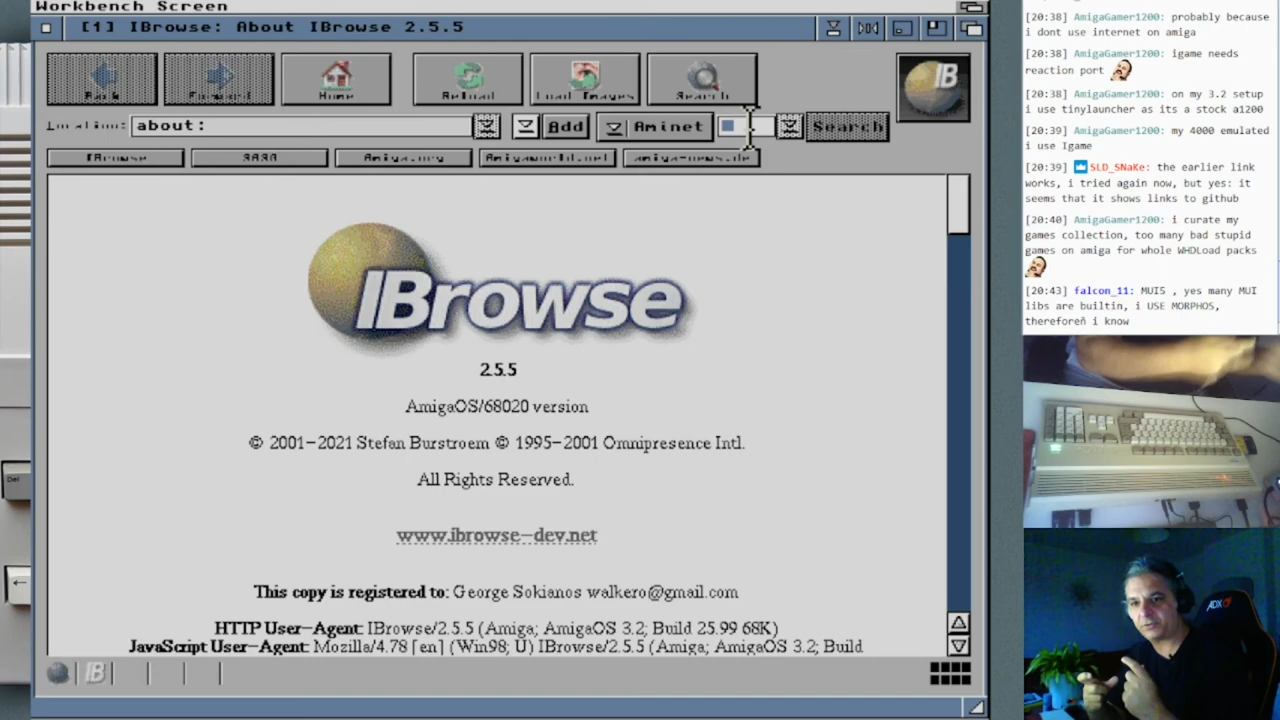 Workbench Screen
[1] IBrowse: About IBrowse 2.5.5
Back
Forward
Home
Reload
Load Images
Search
IB
Location:
about:
Add
Aminet
Search
IBrowse
Amiga.org
Amigaworld.net
amiga-news.de
IBrowse
2.5.5
AmigaOS/68020 version
© 2001-2021 Stefan Burstroem © 1995-2001 Omnipresence Intl.
All Rights Reserved.
www.ibrowse-dev.net
This copy is registered to: George Sokianos walkero@gmail.com
HTTP User-Agent: IBrowse/2.5.5 (Amiga; AmigaOS 3.2; Build 25.99 68K)
JavaScript User-Agent: Mozilla/4.78 [en] (Win98; U) IBrowse/2.5.5 (Amiga; AmigaOS 3.2; Build
IB
[20:38] AmigaGamer1200: probably because
i dont use internet on amiga
[20:38] AmigaGamer1200: igame needs
reaction port
[20:38] AmigaGamer1200: on my 3.2 setup
i use tinylauncher as its a stock a1200
[20:39] AmigaGamer1200: my 4000 emulated
i use Igame
[20:39] SLD_SNaKe: the earlier link
works, i tried again now, but yes: it
seems that it shows links to github
[20:40] AmigaGamer1200: i curate my
games collection, too many bad stupid
games on amiga for whole WHDLoad packs
[20:43] falcon_11: MUI5 , yes many MUI
libs are builtin, i USE MORPHOS,
thereforeň i know
Del
ADX